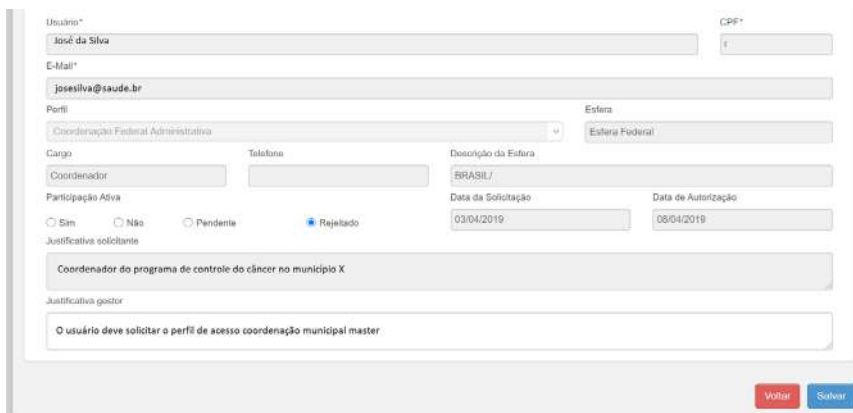 Usuário* CPF*
José da Silva
E-Mail*
josesilva@saude.br
Perfil Esfera
Coordenação Federal Administrativa Esfera Federal
Cargo Telefone Descrição da Esfera
Coordenador BRASIL/
Participação Ativa Data da Solicitação Data de Autorização
Sim Não Pendente Rejeitado 03/04/2019 08/04/2019
Justificativa solicitante
Coordenador do programa de controle do câncer no município X
Justificativa gestor
O usuário deve solicitar o perfil de acesso coordenação municipal master
Voltar Salvar